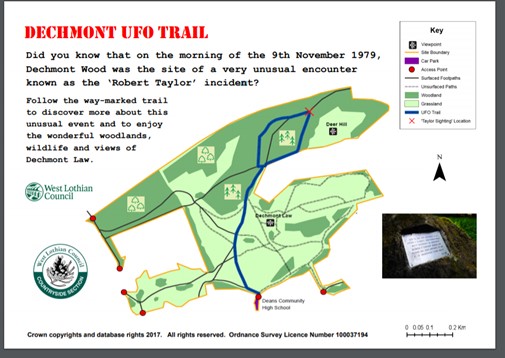 DECHMONT UFO TRAIL
Did you know that on the morning of the 9th November 1979,
Dechmont Wood was the site of a very unusual encounter
known as the ‘Robert Taylor’ incident?
Follow the way-marked trail
to discover more about this
unusual event and to enjoy
the wonderful woodlands,
wildlife and views of
Dechmont Law.
West Lothian
Council
West Lothian Council
COUNTRYSIDE SECTION
Deer Hill
Dechmont Law
Deans Community
High School
Key
Viewpoint
Site Boundary
Car Park
Access Point
Surfaced Footpaths
Unsurfaced Paths
Woodland
Grassland
UFO Trail
'Taylor Sighting' Location
N
0 0.05 0.1 0.2 Km
Crown copyrights and database rights 2017. All rights reserved. Ordnance Survey Licence Number 100037194